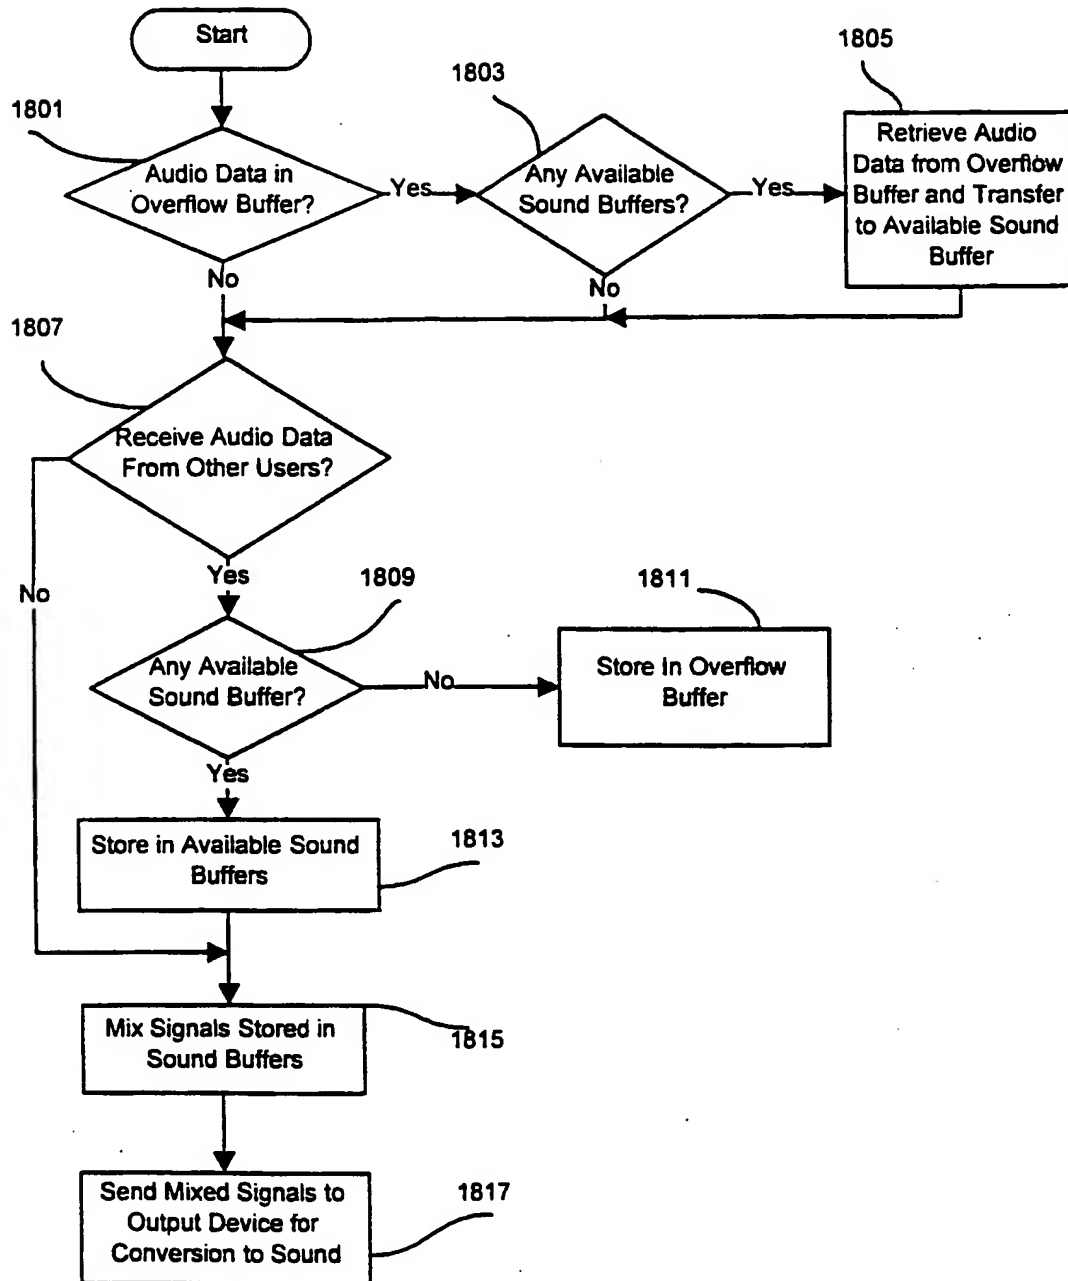 Start
1801
1803
1805
Audio Data in
Overflow Buffer?
Yes
Any Available
Sound Buffers?
Yes
Retrieve Audio
Data from Overflow
Buffer and Transfer
to Available Sound
Buffer
No
No
1807
Receive Audio Data
From Other Users?
No
Yes
1809
1811
Any Available
Sound Buffer?
No
Store In Overflow
Buffer
Yes
Store in Available Sound
Buffers
1813
Mix Signals Stored in
Sound Buffers
1815
Send Mixed Signals to
Output Device for
Conversion to Sound
1817